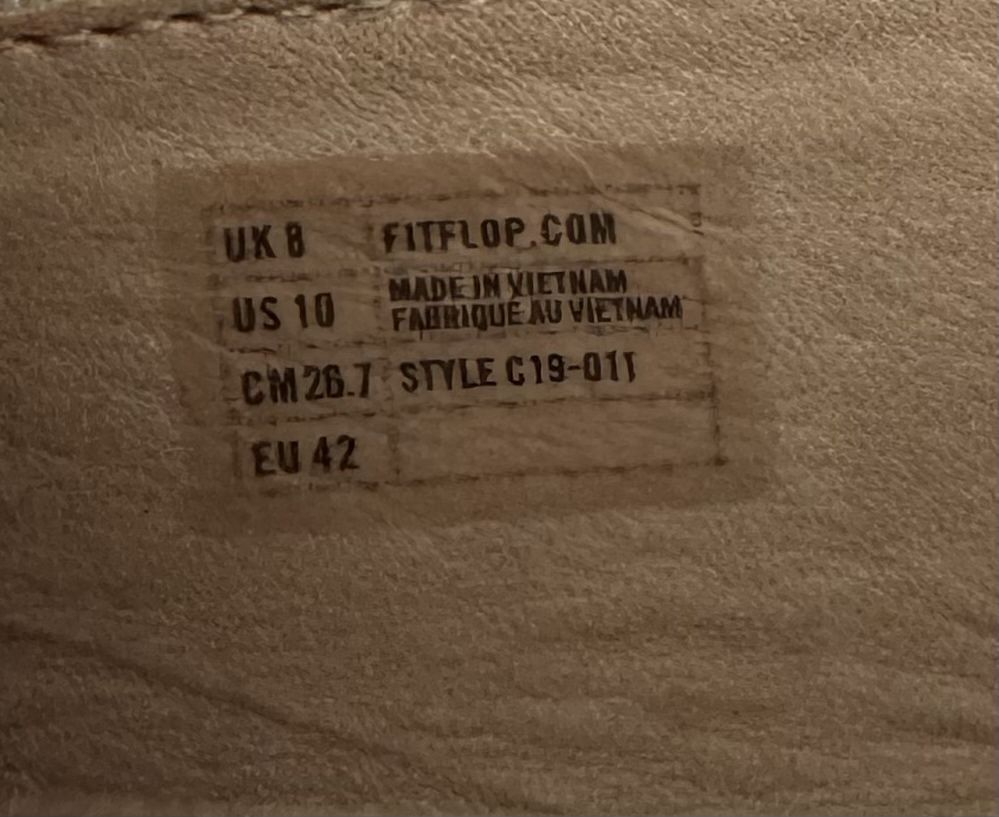 UK 8 FITFLOP.COM
US 10 MADE IN VIETNAM
FABRIQUÉ AU VIETNAM
CM 26.7 STYLE C19-011
EU 42